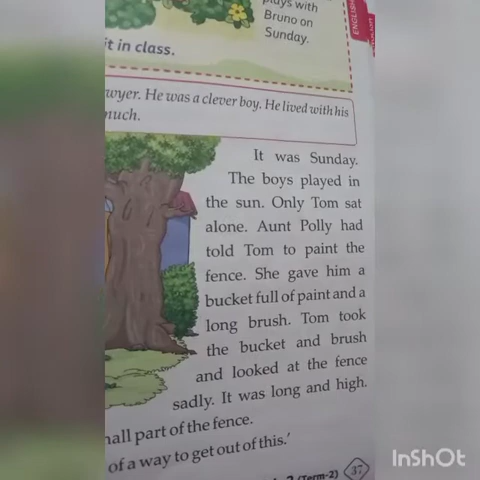 plays with
Bruno on
Sunday.
it in class.
ENGLISH
wyer. He was a clever boy. He lived with his
much.
It was Sunday.
The boys played in
the sun. Only Tom sat
alone. Aunt Polly had
told Tom to paint the
fence. She gave him a
bucket full of paint and a
long brush. Tom took
the bucket and brush
and looked at the fence
sadly. It was long and high.
all part of the fence.
of a way to get out of this.'
(Term-2) 37
InShOt